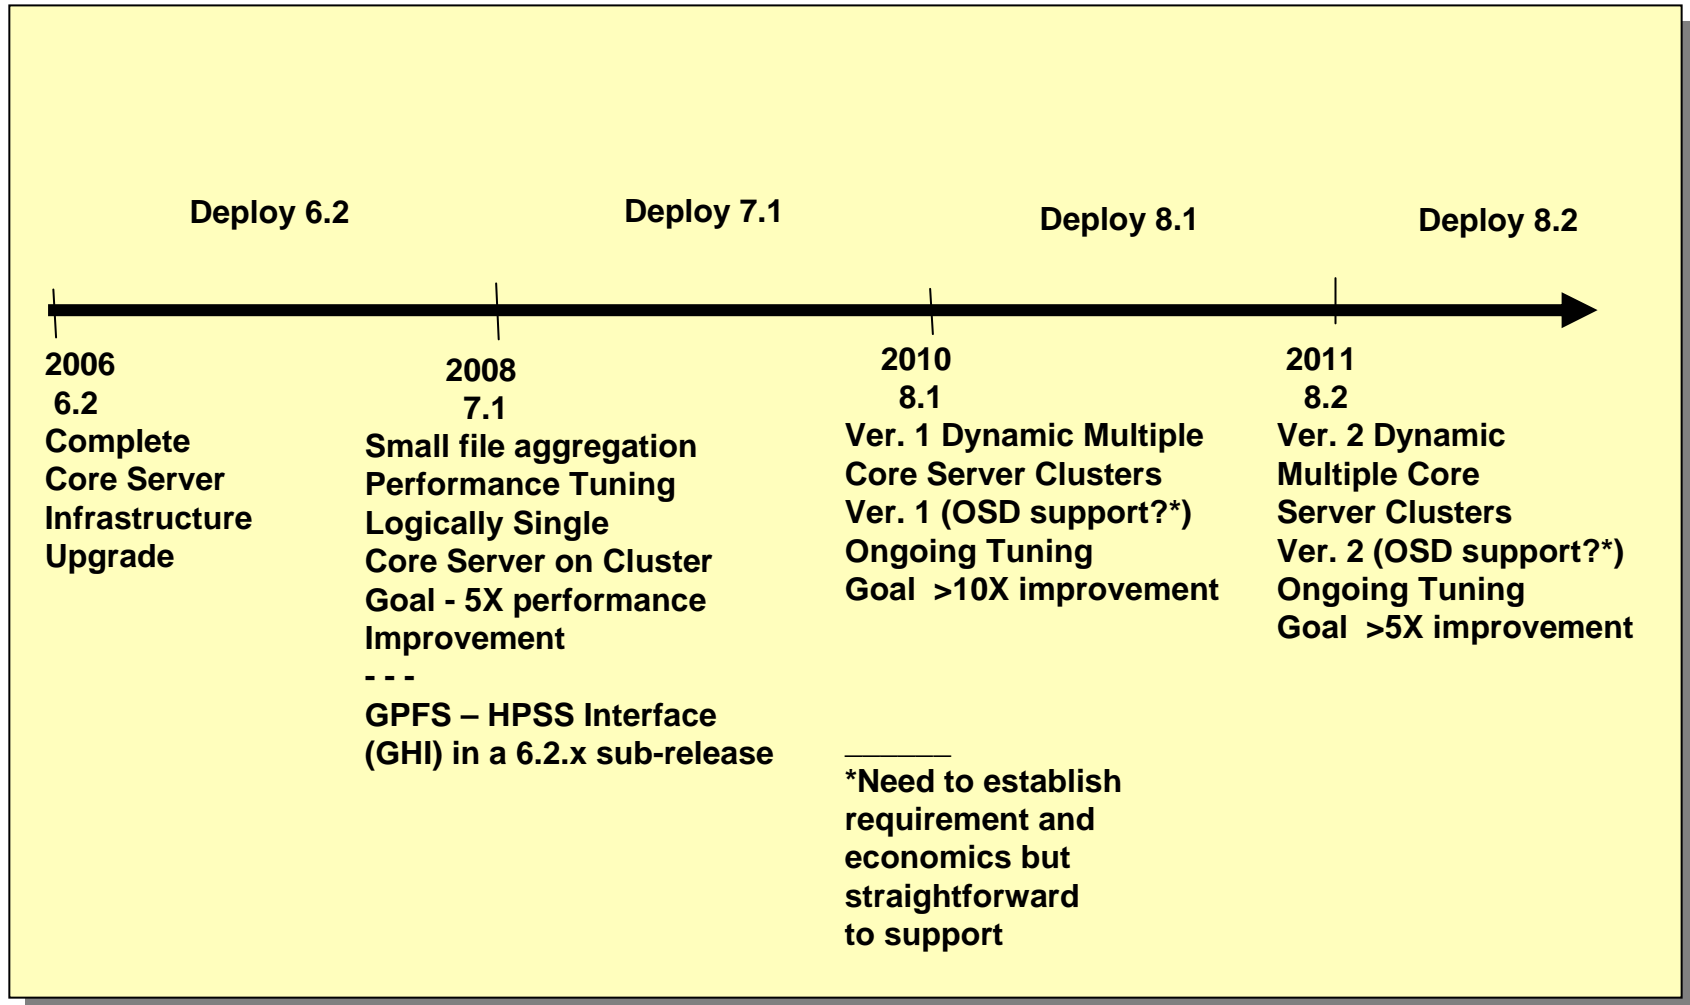 Deploy 6.2
Deploy 7.1
Deploy 8.1
Deploy 8.2
2006
6.2
Complete
Core Server
Infrastructure
Upgrade
2008
7.1
Small file aggregation
Performance Tuning
Logically Single
Core Server on Cluster
Goal - 5X performance
Improvement
- - -
GPFS – HPSS Interface
(GHI) in a 6.2.x sub-release
2010
8.1
Ver. 1 Dynamic Multiple
Core Server Clusters
Ver. 1 (OSD support?*)
Ongoing Tuning
Goal  >10X improvement
______
*Need to establish
requirement and
economics but
straightforward
to support
2011
8.2
Ver. 2 Dynamic
Multiple Core
Server Clusters
Ver. 2 (OSD support?*)
Ongoing Tuning
Goal  >5X improvement